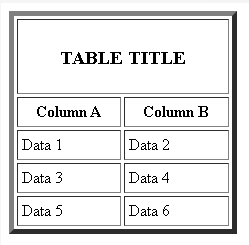 TABLE TITLE
Column A Column B
Data 1 Data 2
Data 3 Data 4
Data 5 Data 6